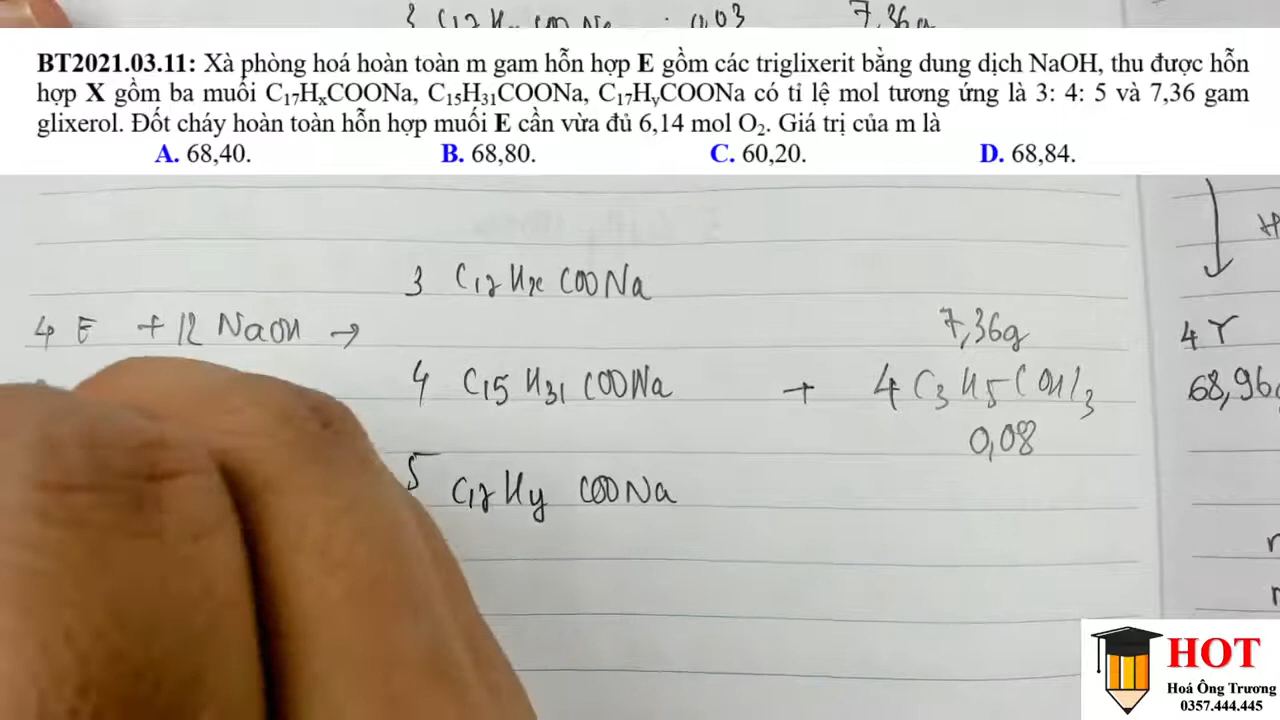 7,36g
BT2021.03.11: Xà phòng hoá hoàn toàn m gam hỗn hợp E gồm các triglixerit bằng dung dịch NaOH, thu được hỗn
hợp X gồm ba muối C₁₇HₓCOONa, C₁₅H₃₁COONa, C₁₇HᵧCOONa có tỉ lệ mol tương ứng là 3: 4: 5 và 7,36 gam
glixerol. Đốt cháy hoàn toàn hỗn hợp muối E cần vừa đủ 6,14 mol O₂. Giá trị của m là
A. 68,40. B. 68,80. C. 60,20. D. 68,84.
3 C₁₇HₓCOONa
4 E + 12 NaOH → 7,36g 4 Y
4 C₁₅H₃₁COONa + 4 C₃H₅(OH)₃ 68,96
0,08
5 C₁₇HyCOONa
HOT
Hoá Ông Trương
0357.444.445